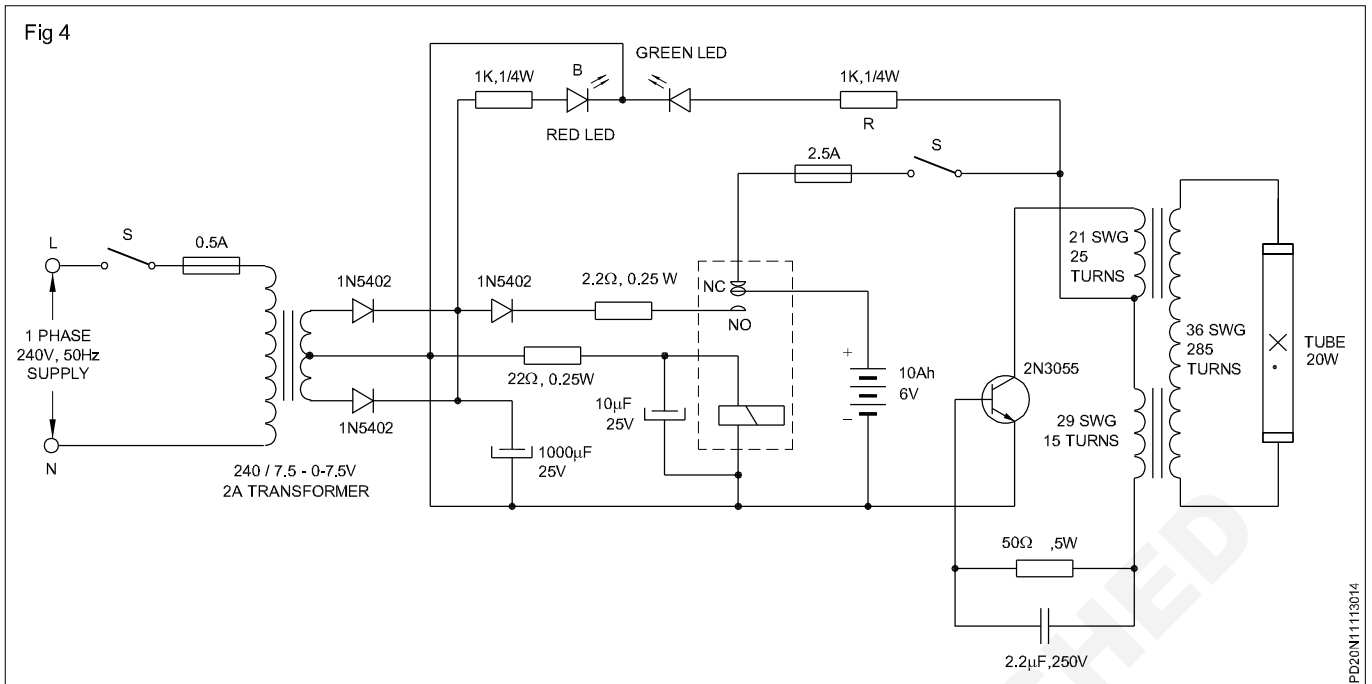 Fig 4
GREEN LED
1K,1/4W
B
1K,1/4W
RED LED
R
2.5A
S
L
S
0.5A
21 SWG
25
TURNS
1N5402
1N5402
2.2Ω, 0.25 W
NC
NO
1 PHASE
240V, 50Hz
SUPPLY
36 SWG
285
TURNS
TUBE
20W
22Ω, 0.25W
+
10Ah
6V
–
2N3055
1N5402
10µF
25V
29 SWG
15 TURNS
N
1000µF
25V
240 / 7.5 - 0-7.5V
2A TRANSFORMER
50Ω ,5W
2.2µF,250V
PD20N11113014
HED